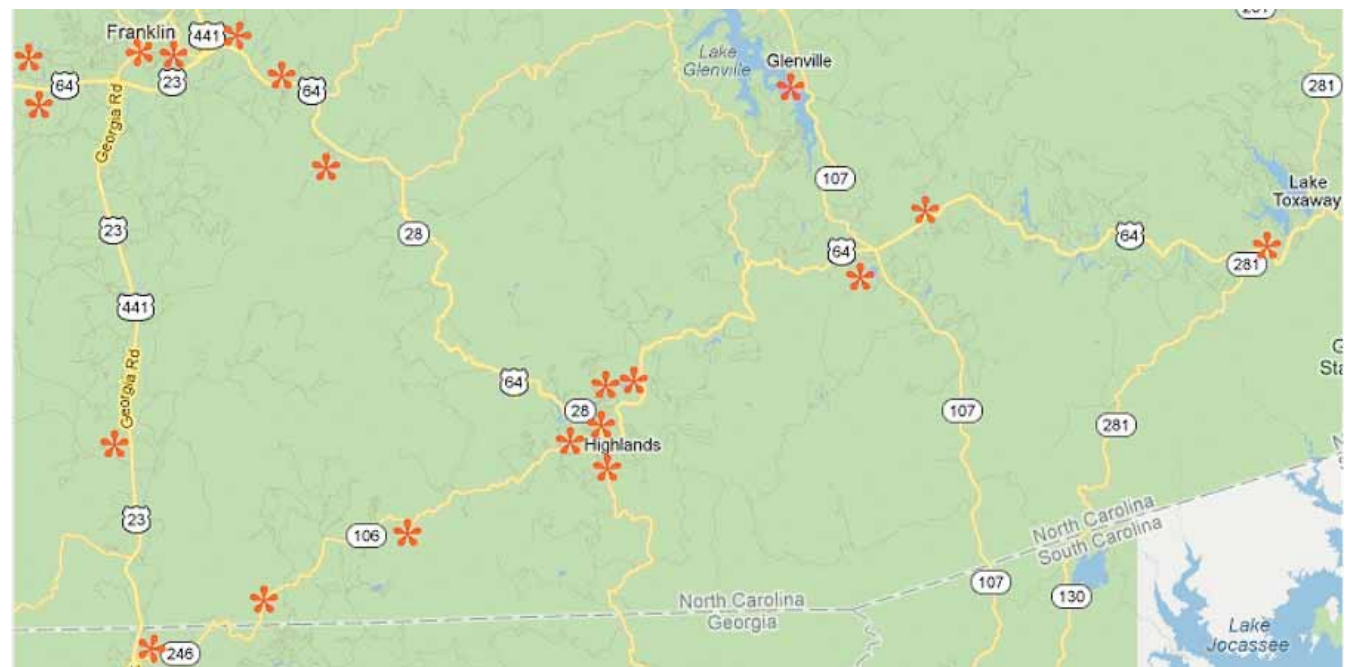 Franklin
441
Lake
Glenville
Glenville
281
64
23
64
Georgia Rd
107
Lake
Toxaway
23
28
64
64
281
441
Georgia Rd
64
28
107
281
Highlands
23
106
North Carolina
South Carolina
107
130
North Carolina
Georgia
246
Lake
Jocassee